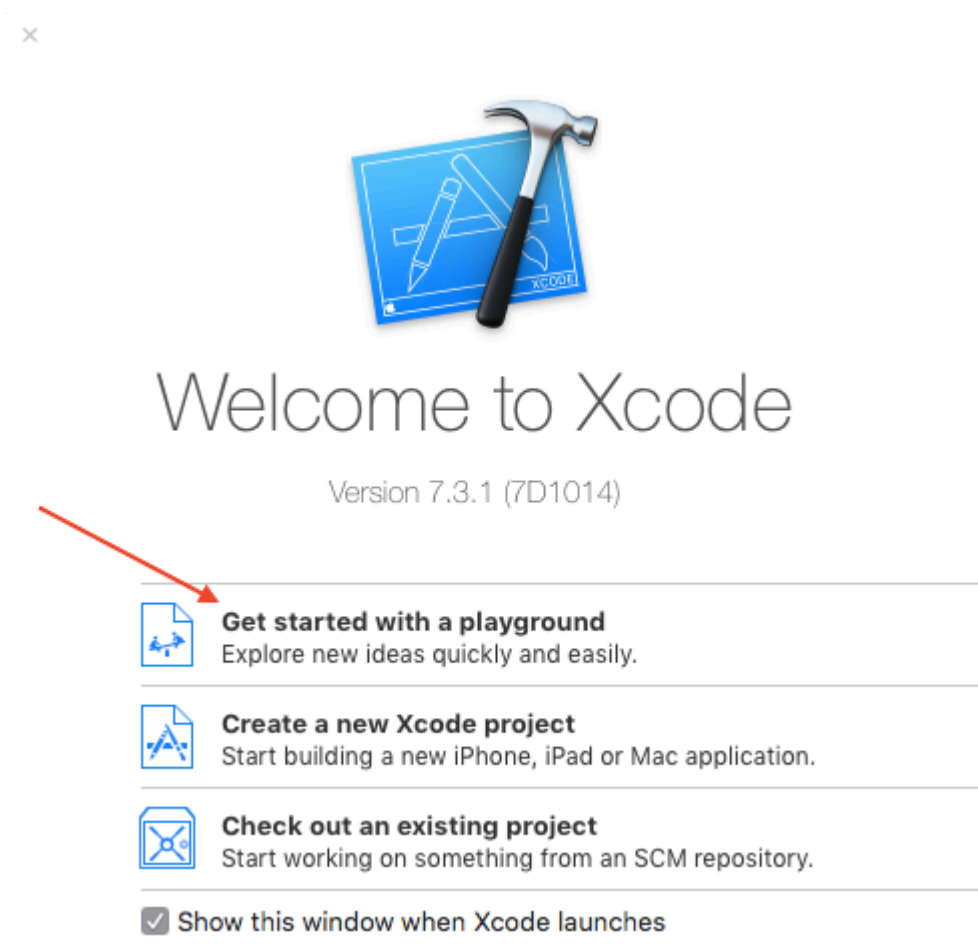 XCODE
Welcome to Xcode
Version 7.3.1 (7D1014)
Get started with a playground
Explore new ideas quickly and easily.
Create a new Xcode project
Start building a new iPhone, iPad or Mac application.
Check out an existing project
Start working on something from an SCM repository.
Show this window when Xcode launches